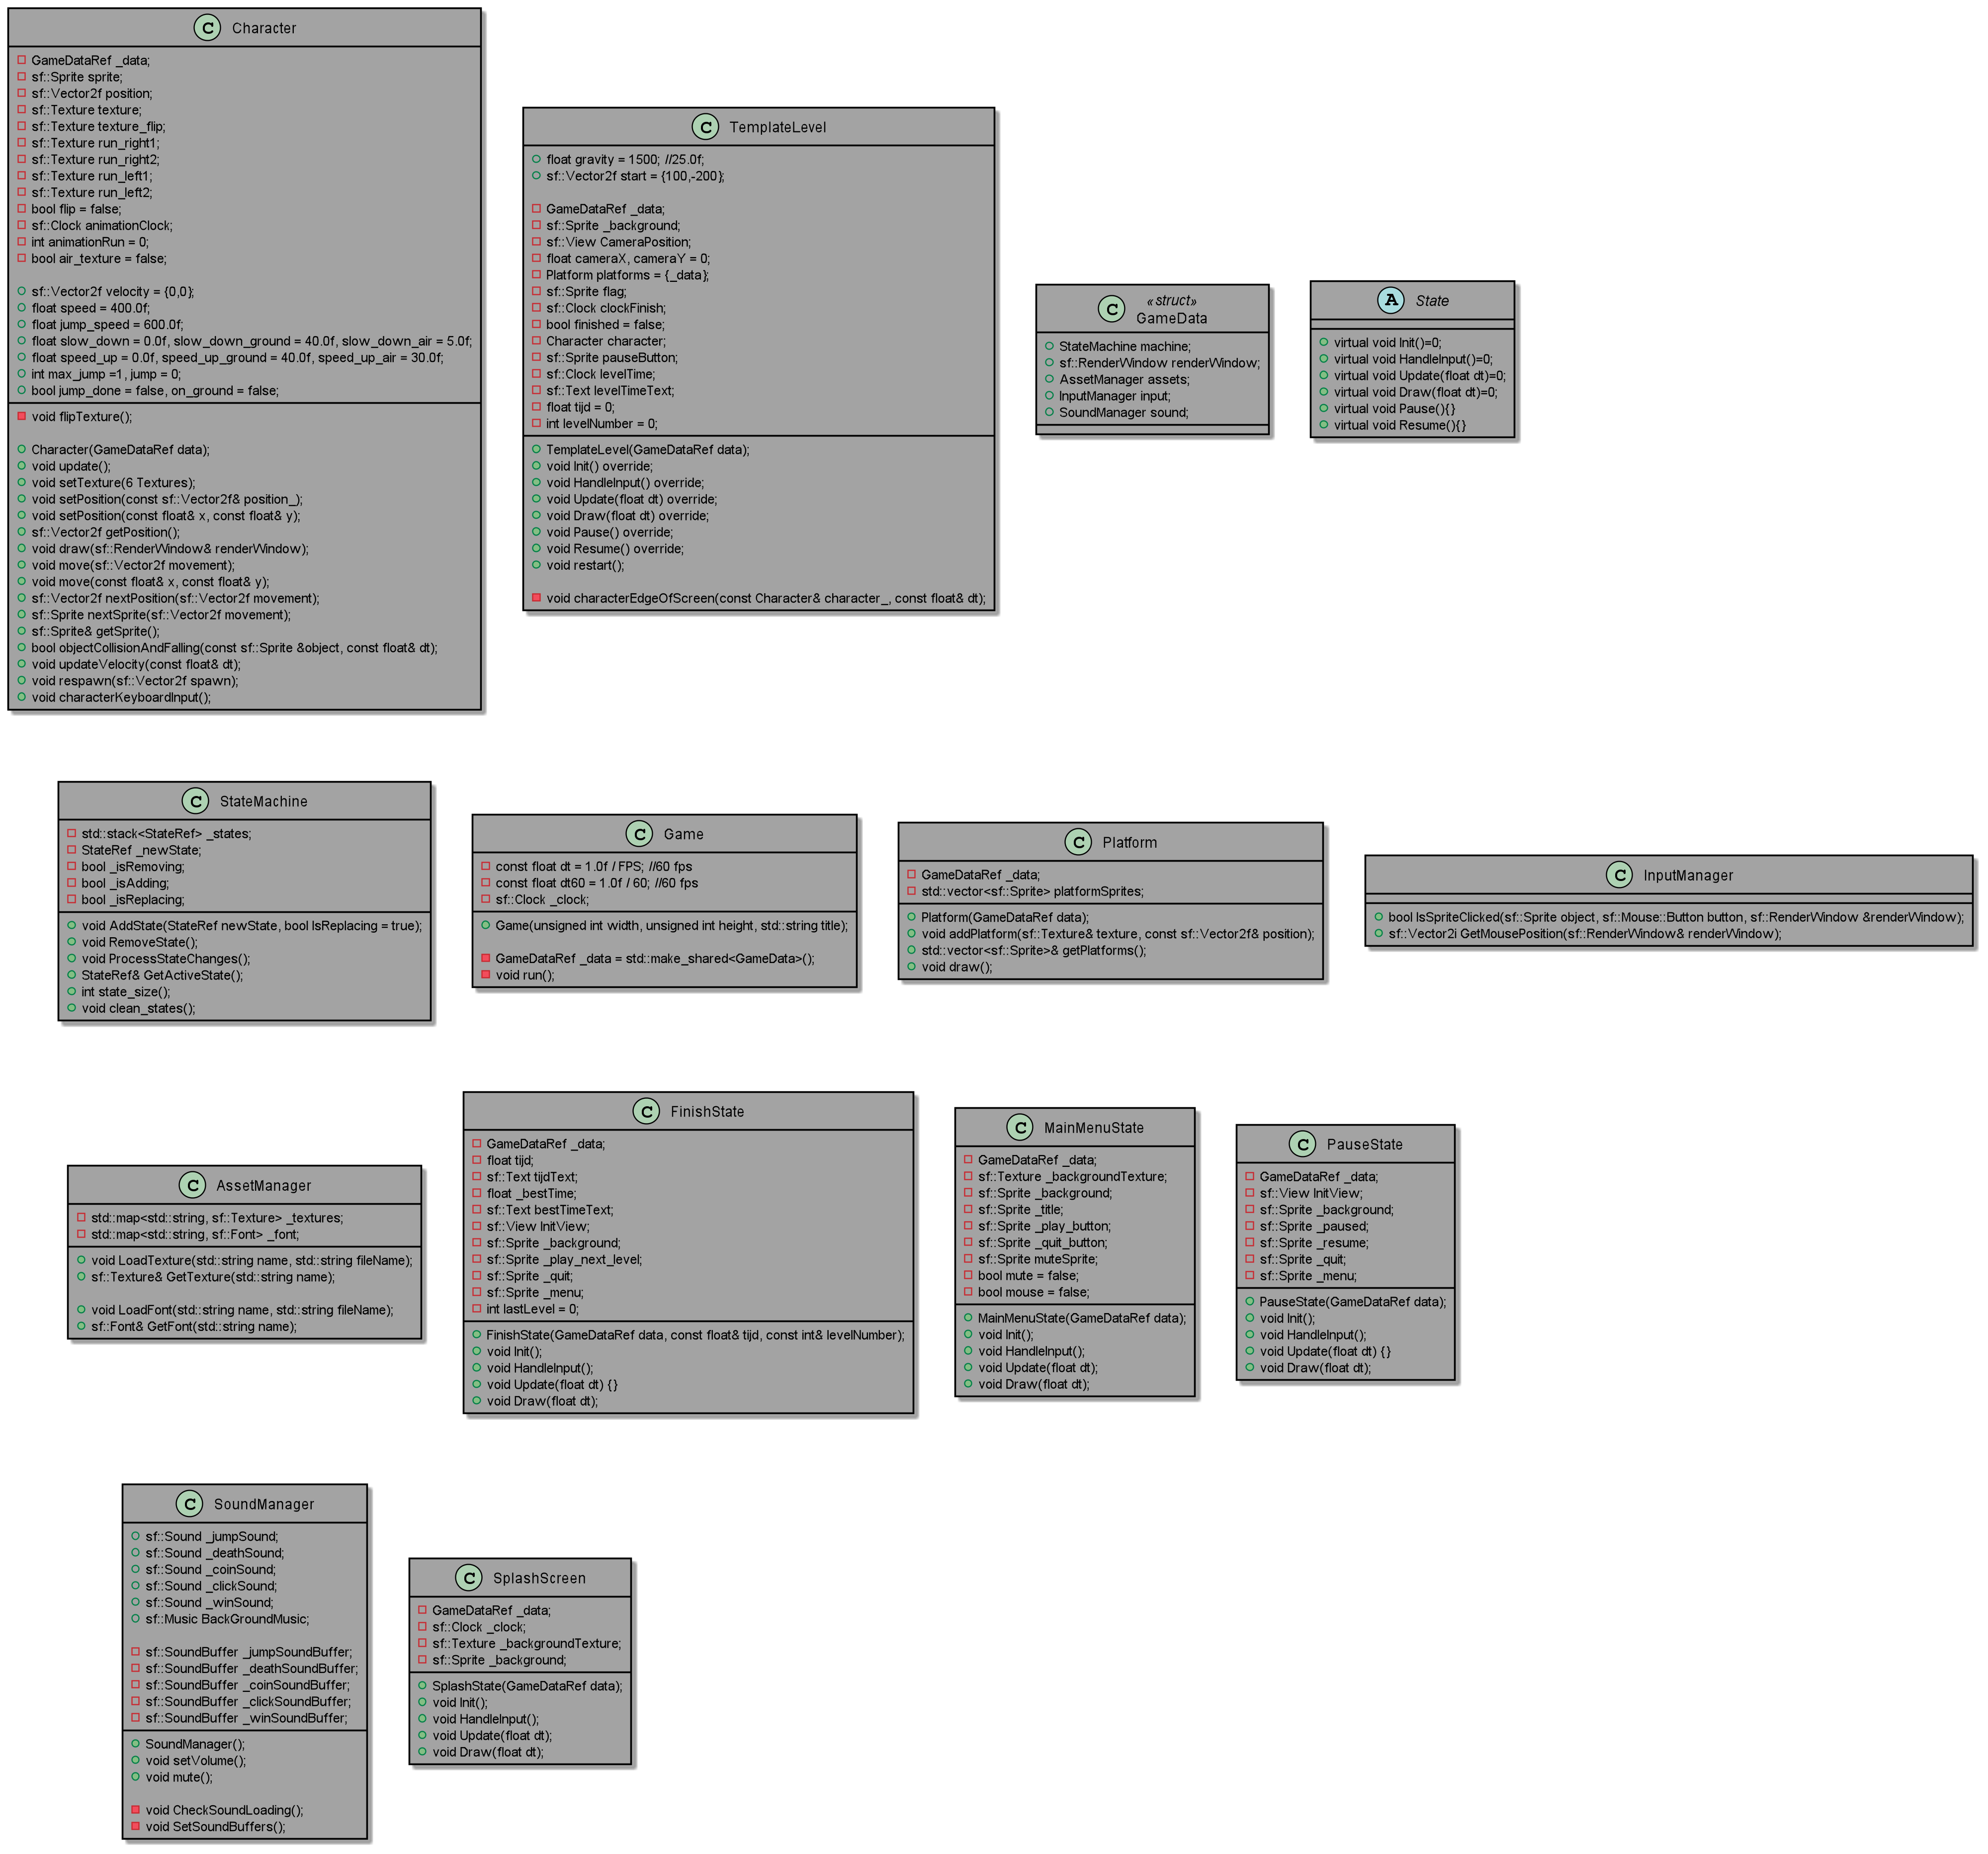 C Character
GameDataRef _data;
sf::Sprite sprite;
sf::Vector2f position;
sf::Texture texture;
sf::Texture texture_flip;
sf::Texture run_right1;
sf::Texture run_right2;
sf::Texture run_left1;
sf::Texture run_left2;
bool flip = false;
sf::Clock animationClock;
int animationRun = 0;
bool air_texture = false;
sf::Vector2f velocity = {0,0};
float speed = 400.0f;
float jump_speed = 600.0f;
float slow_down = 0.0f, slow_down_ground = 40.0f, slow_down_air = 5.0f;
float speed_up = 0.0f, speed_up_ground = 40.0f, speed_up_air = 30.0f;
int max_jump =1, jump = 0;
bool jump_done = false, on_ground = false;
void flipTexture();
Character(GameDataRef data);
void update();
void setTexture(6 Textures);
void setPosition(const sf::Vector2f& position_);
void setPosition(const float& x, const float& y);
sf::Vector2f getPosition();
void draw(sf::RenderWindow& renderWindow);
void move(sf::Vector2f movement);
void move(const float& x, const float& y);
sf::Vector2f nextPosition(sf::Vector2f movement);
sf::Sprite nextSprite(sf::Vector2f movement);
sf::Sprite& getSprite();
bool objectCollisionAndFalling(const sf::Sprite &object, const float& dt);
void updateVelocity(const float& dt);
void respawn(sf::Vector2f spawn);
void characterKeyboardInput();
C TemplateLevel
float gravity = 1500; //25.0f;
sf::Vector2f start = {100,-200};
GameDataRef _data;
sf::Sprite _background;
sf::View CameraPosition;
float cameraX, cameraY = 0;
Platform platforms = {_data};
sf::Sprite flag;
sf::Clock clockFinish;
bool finished = false;
Character character;
sf::Sprite pauseButton;
sf::Clock levelTime;
sf::Text levelTimeText;
float tijd = 0;
int levelNumber = 0;
TemplateLevel(GameDataRef data);
void Init() override;
void HandleInput() override;
void Update(float dt) override;
void Draw(float dt) override;
void Pause() override;
void Resume() override;
void restart();
void characterEdgeOfScreen(const Character& character_, const float& dt);
C «struct»
GameData
StateMachine machine;
sf::RenderWindow renderWindow;
AssetManager assets;
InputManager input;
SoundManager sound;
A State
virtual void Init()=0;
virtual void HandleInput()=0;
virtual void Update(float dt)=0;
virtual void Draw(float dt)=0;
virtual void Pause(){}
virtual void Resume(){}
C StateMachine
std::stack<StateRef> _states;
StateRef _newState;
bool _isRemoving;
bool _isAdding;
bool _isReplacing;
void AddState(StateRef newState, bool IsReplacing = true);
void RemoveState();
void ProcessStateChanges();
StateRef& GetActiveState();
int state_size();
void clean_states();
C Game
const float dt = 1.0f / FPS; //60 fps
const float dt60 = 1.0f / 60; //60 fps
sf::Clock _clock;
Game(unsigned int width, unsigned int height, std::string title);
GameDataRef _data = std::make_shared<GameData>();
void run();
C Platform
GameDataRef _data;
std::vector<sf::Sprite> platformSprites;
Platform(GameDataRef data);
void addPlatform(sf::Texture& texture, const sf::Vector2f& position);
std::vector<sf::Sprite>& getPlatforms();
void draw();
C InputManager
bool IsSpriteClicked(sf::Sprite object, sf::Mouse::Button button, sf::RenderWindow &renderWindow);
sf::Vector2i GetMousePosition(sf::RenderWindow& renderWindow);
C AssetManager
std::map<std::string, sf::Texture> _textures;
std::map<std::string, sf::Font> _font;
void LoadTexture(std::string name, std::string fileName);
sf::Texture& GetTexture(std::string name);
void LoadFont(std::string name, std::string fileName);
sf::Font& GetFont(std::string name);
C FinishState
GameDataRef _data;
float tijd;
sf::Text tijdText;
float _bestTime;
sf::Text bestTimeText;
sf::View InitView;
sf::Sprite _background;
sf::Sprite _play_next_level;
sf::Sprite _quit;
sf::Sprite _menu;
int lastLevel = 0;
FinishState(GameDataRef data, const float& tijd, const int& levelNumber);
void Init();
void HandleInput();
void Update(float dt) {}
void Draw(float dt);
C MainMenuState
GameDataRef _data;
sf::Texture _backgroundTexture;
sf::Sprite _background;
sf::Sprite _title;
sf::Sprite _play_button;
sf::Sprite _quit_button;
sf::Sprite muteSprite;
bool mute = false;
bool mouse = false;
MainMenuState(GameDataRef data);
void Init();
void HandleInput();
void Update(float dt);
void Draw(float dt);
C PauseState
GameDataRef _data;
sf::View InitView;
sf::Sprite _background;
sf::Sprite _paused;
sf::Sprite _resume;
sf::Sprite _quit;
sf::Sprite _menu;
PauseState(GameDataRef data);
void Init();
void HandleInput();
void Update(float dt) {}
void Draw(float dt);
C SoundManager
sf::Sound _jumpSound;
sf::Sound _deathSound;
sf::Sound _coinSound;
sf::Sound _clickSound;
sf::Sound _winSound;
sf::Music BackGroundMusic;
sf::SoundBuffer _jumpSoundBuffer;
sf::SoundBuffer _deathSoundBuffer;
sf::SoundBuffer _coinSoundBuffer;
sf::SoundBuffer _clickSoundBuffer;
sf::SoundBuffer _winSoundBuffer;
SoundManager();
void setVolume();
void mute();
void CheckSoundLoading();
void SetSoundBuffers();
C SplashScreen
GameDataRef _data;
sf::Clock _clock;
sf::Texture _backgroundTexture;
sf::Sprite _background;
SplashState(GameDataRef data);
void Init();
void HandleInput();
void Update(float dt);
void Draw(float dt);